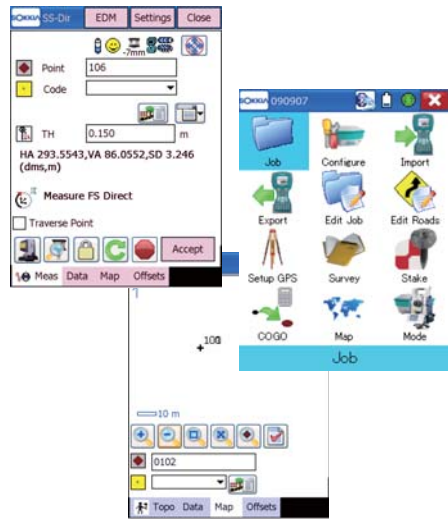 SOKKIA SS-Dir EDM Settings Close
-7mm
Point 106
Code
TH 0.150 m
HA 293.5543,VA 86.0552,SD 3.246
(dms,m)
Measure FS Direct
Traverse Point
Accept
Meas Data Map Offsets
SOKKIA 090907
Job Configure Import
Export Edit Job Edit Roads
Setup GPS Survey Stake
COGO Map Mode
Job
10 m
0102
Topo Data Map Offsets